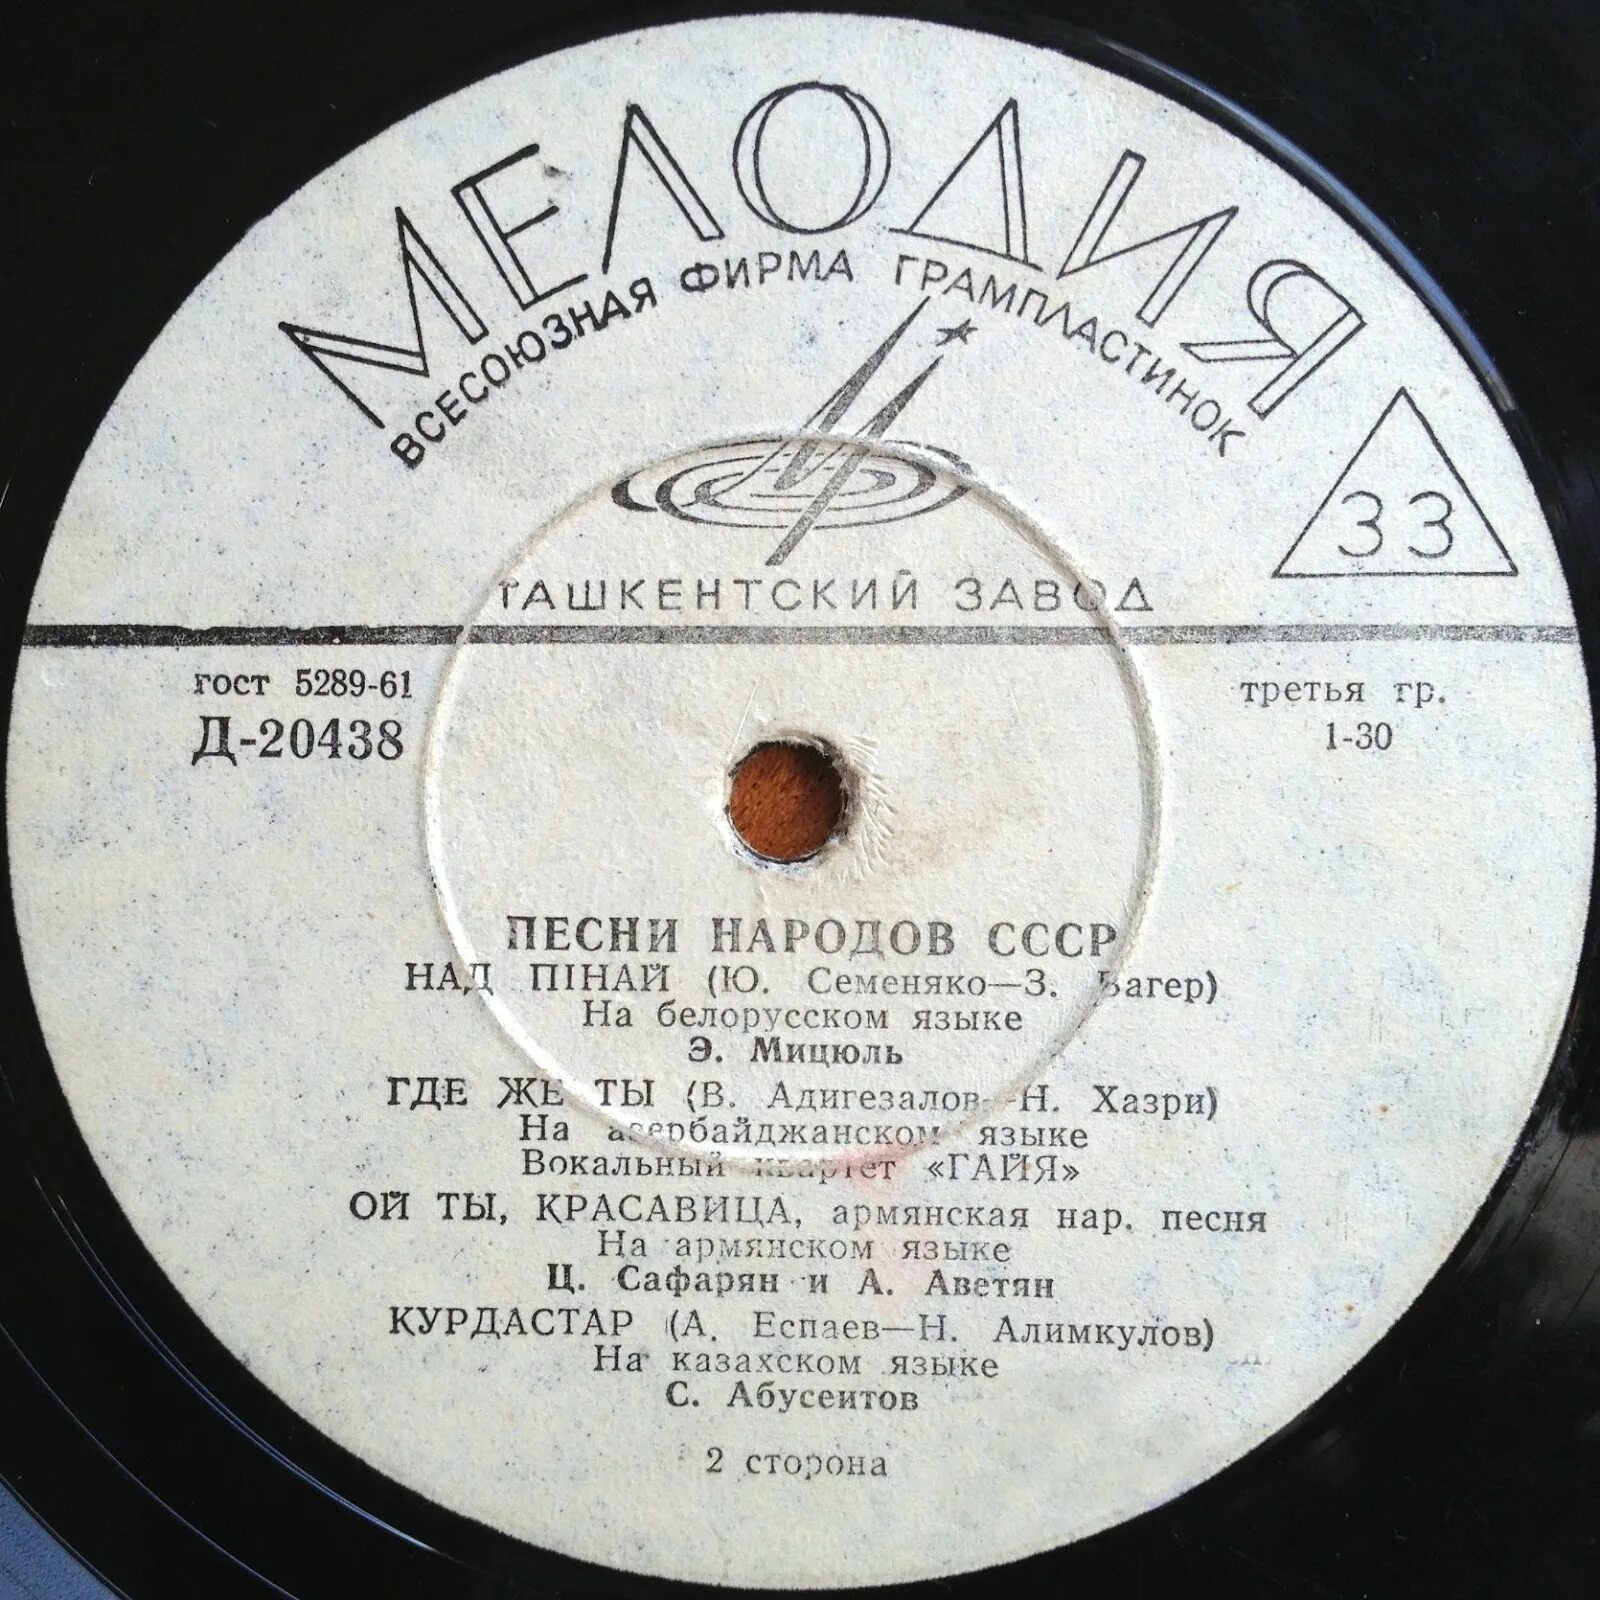 МЕЛОДИЯ
ВСЕСОЮЗНАЯ ФИРМА ГРАМПЛАСТИНОК
33
ТАШКЕНТСКИЙ ЗАВОД
гост 5289-61
Д-20438
третья гр.
1-30
ПЕСНИ НАРОДОВ СССР
НАД ПІНАЙ (Ю. Семеняко—З. Вагер)
На белорусском языке
Э. Мицюль
ГДЕ ЖЕ ТЫ (В. Адигезалов—Н. Хазри)
На азербайджанском языке
Вокальный квартет «ГАЙЯ»
ОЙ ТЫ, КРАСАВИЦА, армянская нар. песня
На армянском языке
Ц. Сафарян и А. Аветян
КУРДАСТАР (А. Еспаев—Н. Алимкулов)
На казахском языке
С. Абусеитов
2 сторона